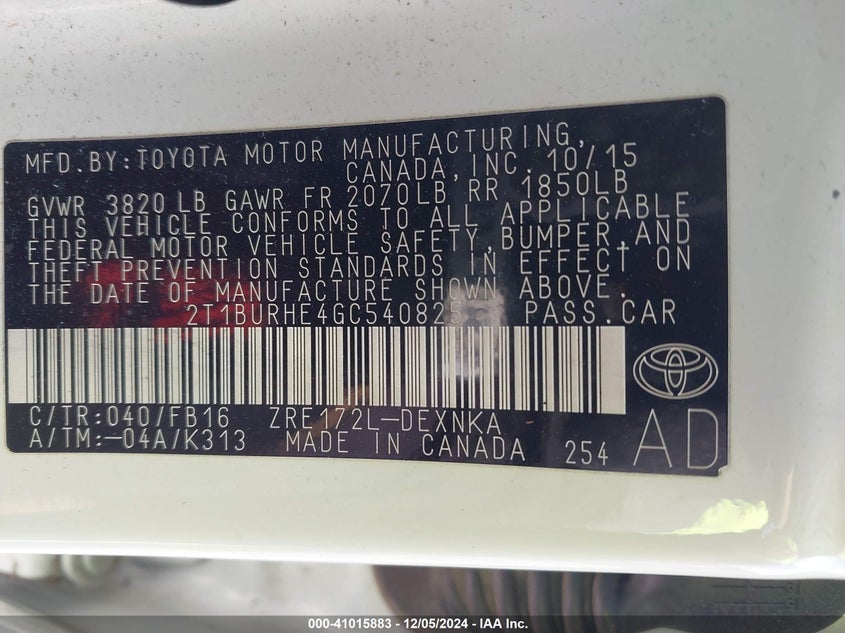 MFD.BY:TOYOTA MOTOR MANUFACTURING,
CANADA,INC. 10/15
GVWR 3820 LB GAWR FR 2070LB RR 1850LB
THIS VEHICLE CONFORMS TO ALL APPLICABLE
FEDERAL MOTOR VEHICLE SAFETY,BUMPER,AND
THEFT PREVENTION STANDARDS IN EFFECT ON
THE DATE OF MANUFACTURE SHOWN ABOVE.
2T1BURHE4GC540825 PASS.CAR
C/TR:040/FB16 ZRE172L-DEXNKA
A/TM:-04A/K313 MADE IN CANADA 254
AD
000-41015883 - 12/05/2024 - IAA Inc.